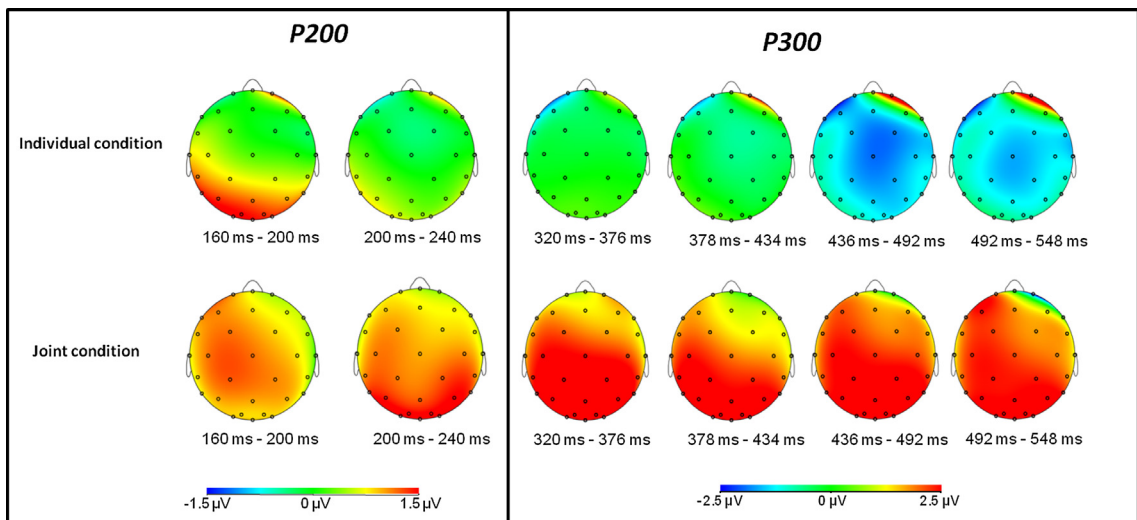 P200
P300
Individual condition
160 ms - 200 ms
200 ms - 240 ms
320 ms - 376 ms
378 ms - 434 ms
436 ms - 492 ms
492 ms - 548 ms
Joint condition
160 ms - 200 ms
200 ms - 240 ms
320 ms - 376 ms
378 ms - 434 ms
436 ms - 492 ms
492 ms - 548 ms
-1.5 µV
0 µV
1.5 µV
-2.5 µV
0 µV
2.5 µV